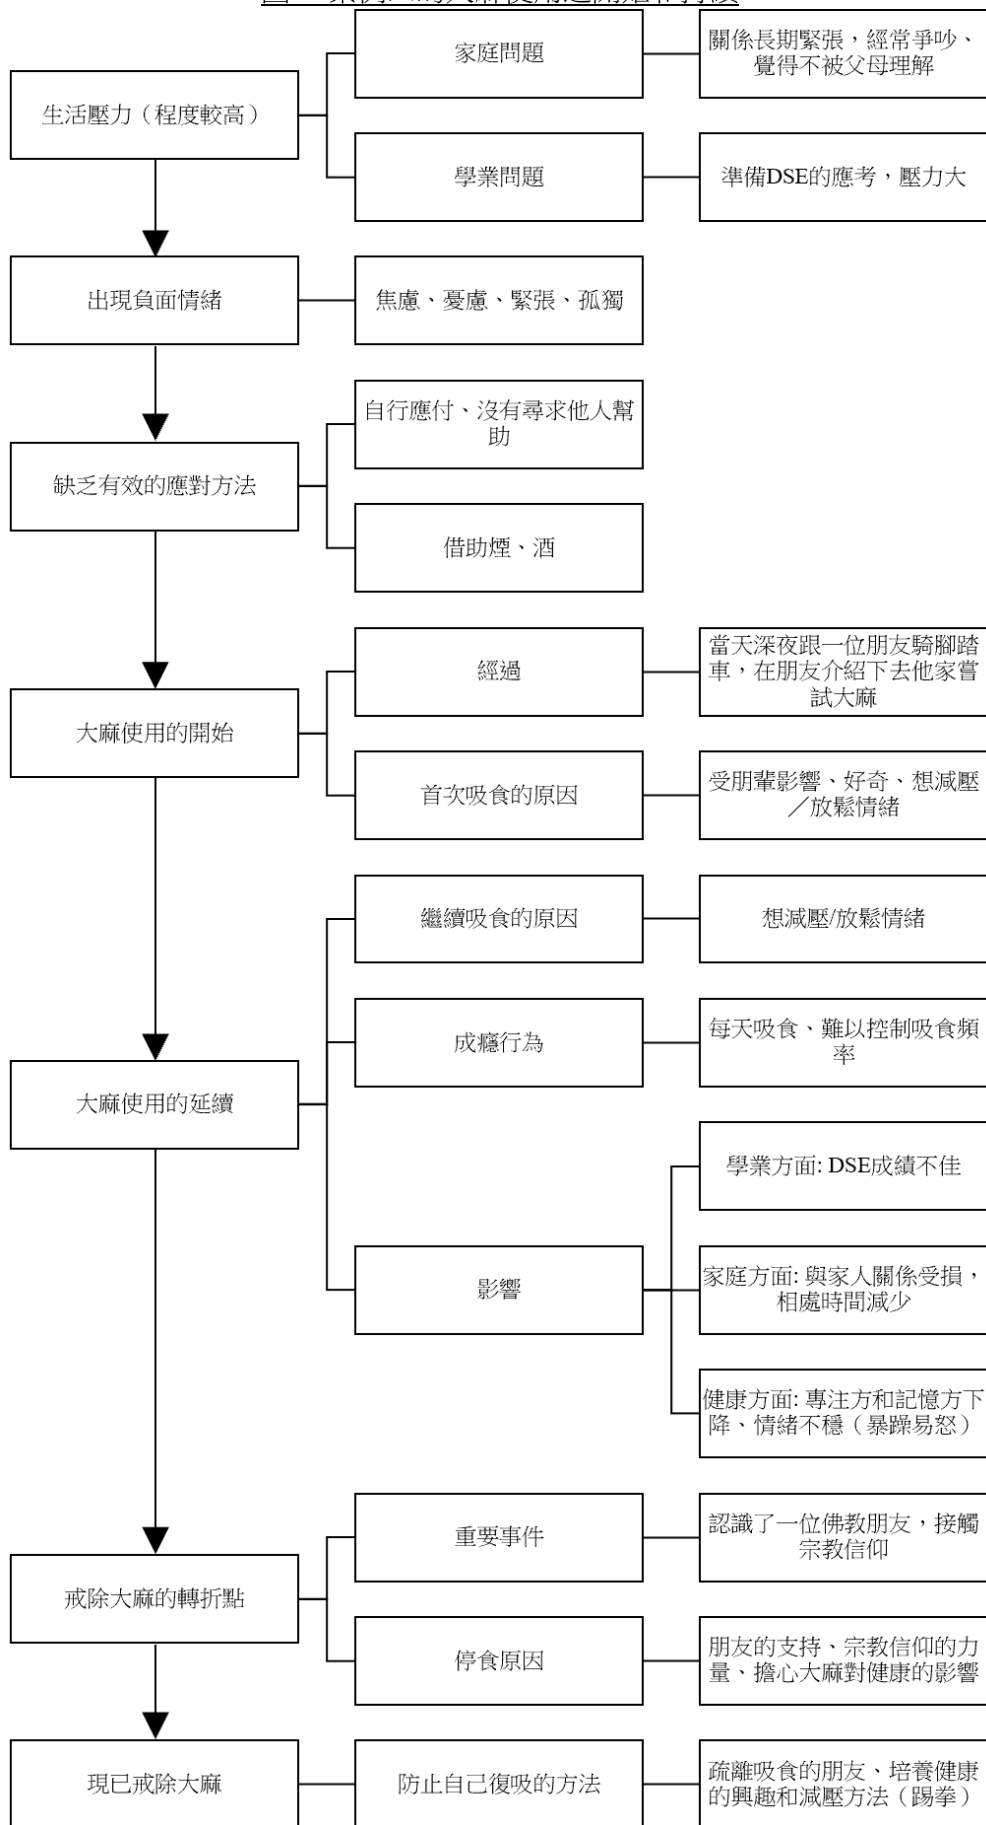 生活壓力（程度較高）
家庭問題
關係長期緊張，經常爭吵、
覺得不被父母理解
學業問題
準備DSE的應考，壓力大
出現負面情緒
焦慮、憂慮、緊張、孤獨
缺乏有效的應對方法
自行應付、沒有尋求他人幫
助
借助煙、酒
大麻使用的開始
經過
當天深夜跟一位朋友騎腳踏
車，在朋友介紹下去他家嘗
試大麻
首次吸食的原因
受朋輩影響、好奇、想減壓
／放鬆情緒
大麻使用的延續
繼續吸食的原因
想減壓/放鬆情緒
成癮行為
每天吸食、難以控制吸食頻
率
影響
學業方面: DSE成績不佳
家庭方面: 與家人關係受損，
相處時間減少
健康方面: 專注方和記憶方下
降、情緒不穩（暴躁易怒）
戒除大麻的轉折點
重要事件
認識了一位佛教朋友，接觸
宗教信仰
停食原因
朋友的支持、宗教信仰的力
量、擔心大麻對健康的影響
現已戒除大麻
防止自己復吸的方法
疏離吸食的朋友、培養健康
的興趣和減壓方法（踢拳）